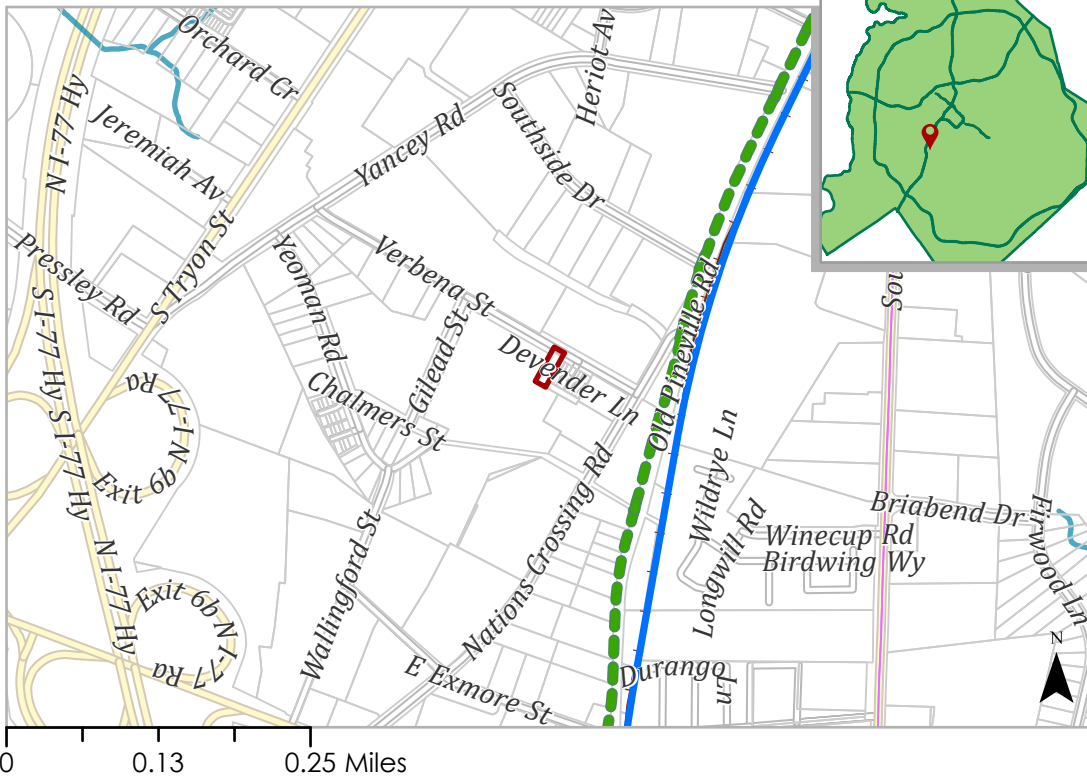 Orchard Cr
Heriot Av
N I-77 Hy
Jeremiah Av
Yancey Rd
Southside Dr
S Tryon St
Pressley Rd
Yeoman Rd
Verbena St
Old Pineville Rd
Sou
S I-77 Hy
S I-77 Hy
Gilead St
Devender Ln
Chalmers St
N I-77 Ra
Exit 6b
Wildrye Ln
Nations Crossing Rd
Longwill Rd
Briabend Dr
Winecup Rd
Birdwing Wy
Firwood Ln
N I-77 Hy
Wallingford St
Exit 6b N I-77 Ra
E Exmore St
Durango
Ln
N
0 0.13 0.25 Miles